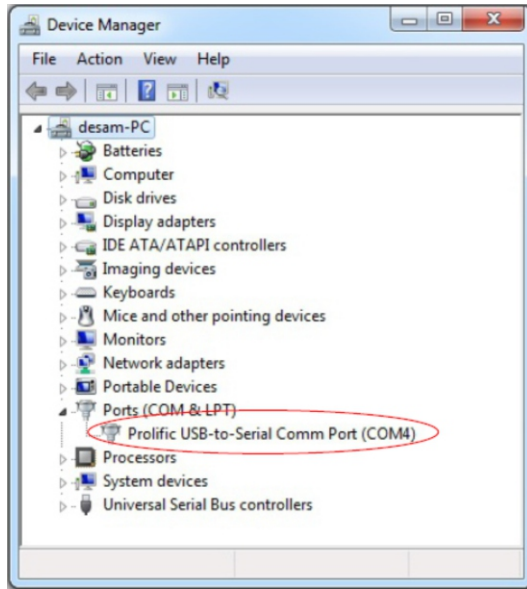 Device Manager
File Action View Help
desam-PC
Batteries
Computer
Disk drives
Display adapters
IDE ATA/ATAPI controllers
Imaging devices
Keyboards
Mice and other pointing devices
Monitors
Network adapters
Portable Devices
Ports (COM & LPT)
Prolific USB-to-Serial Comm Port (COM4)
Processors
System devices
Universal Serial Bus controllers